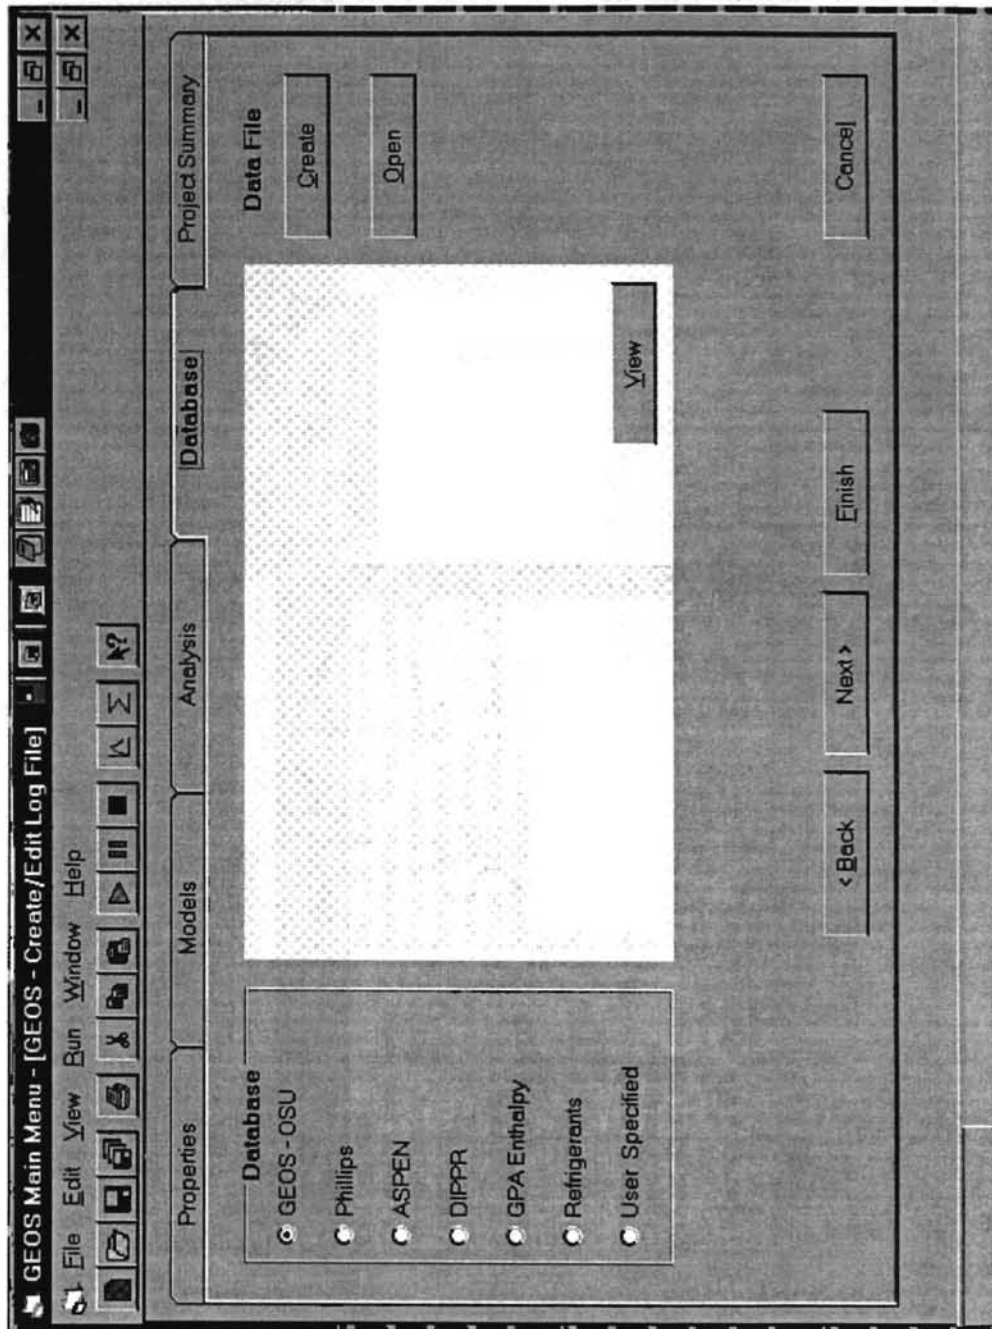 GEOS Main Menu - [GEOS - Create/Edit Log File]
File Edit View Run Window Help
Properties Models Analysis Database Project Summary
Database
GEOS - OSU
Phillips
ASPEN
DIPPR
GPA Enthalpy
Refrigerants
User Specified
View
Data File
Create
Open
< Back Next > Finish Cancel